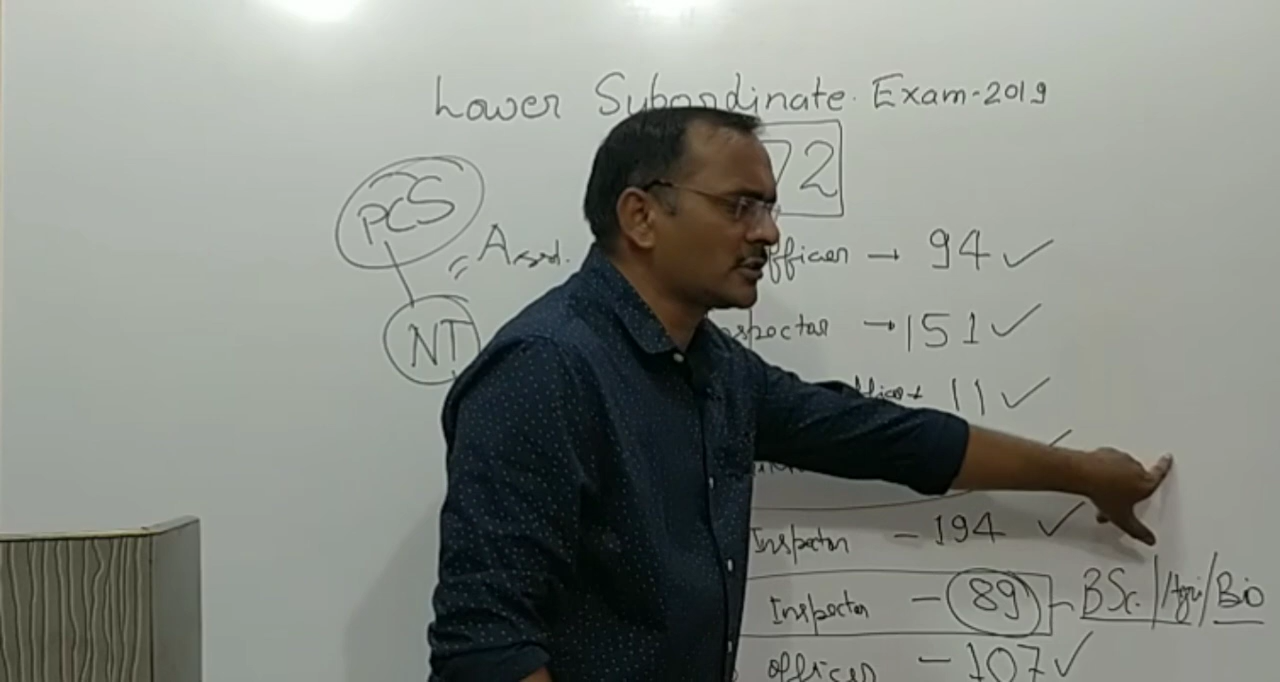 Lower Subordinate Exam-2019
72
PCS
Asst. officer → 94 ✓
NT
→ 151 ✓
11 ✓
Inspector - 194 ✓
Inspector - 89 - BSc. / Agri / Bio
officer - 107 ✓